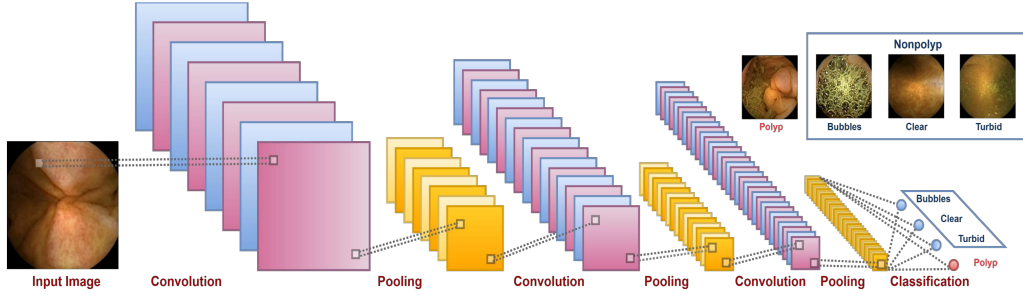 Nonpolyp
Polyp
Bubbles
Clear
Turbid
Bubbles
Clear
Turbid
Polyp
Input Image
Convolution
Pooling
Convolution
Pooling
Convolution
Pooling
Classification